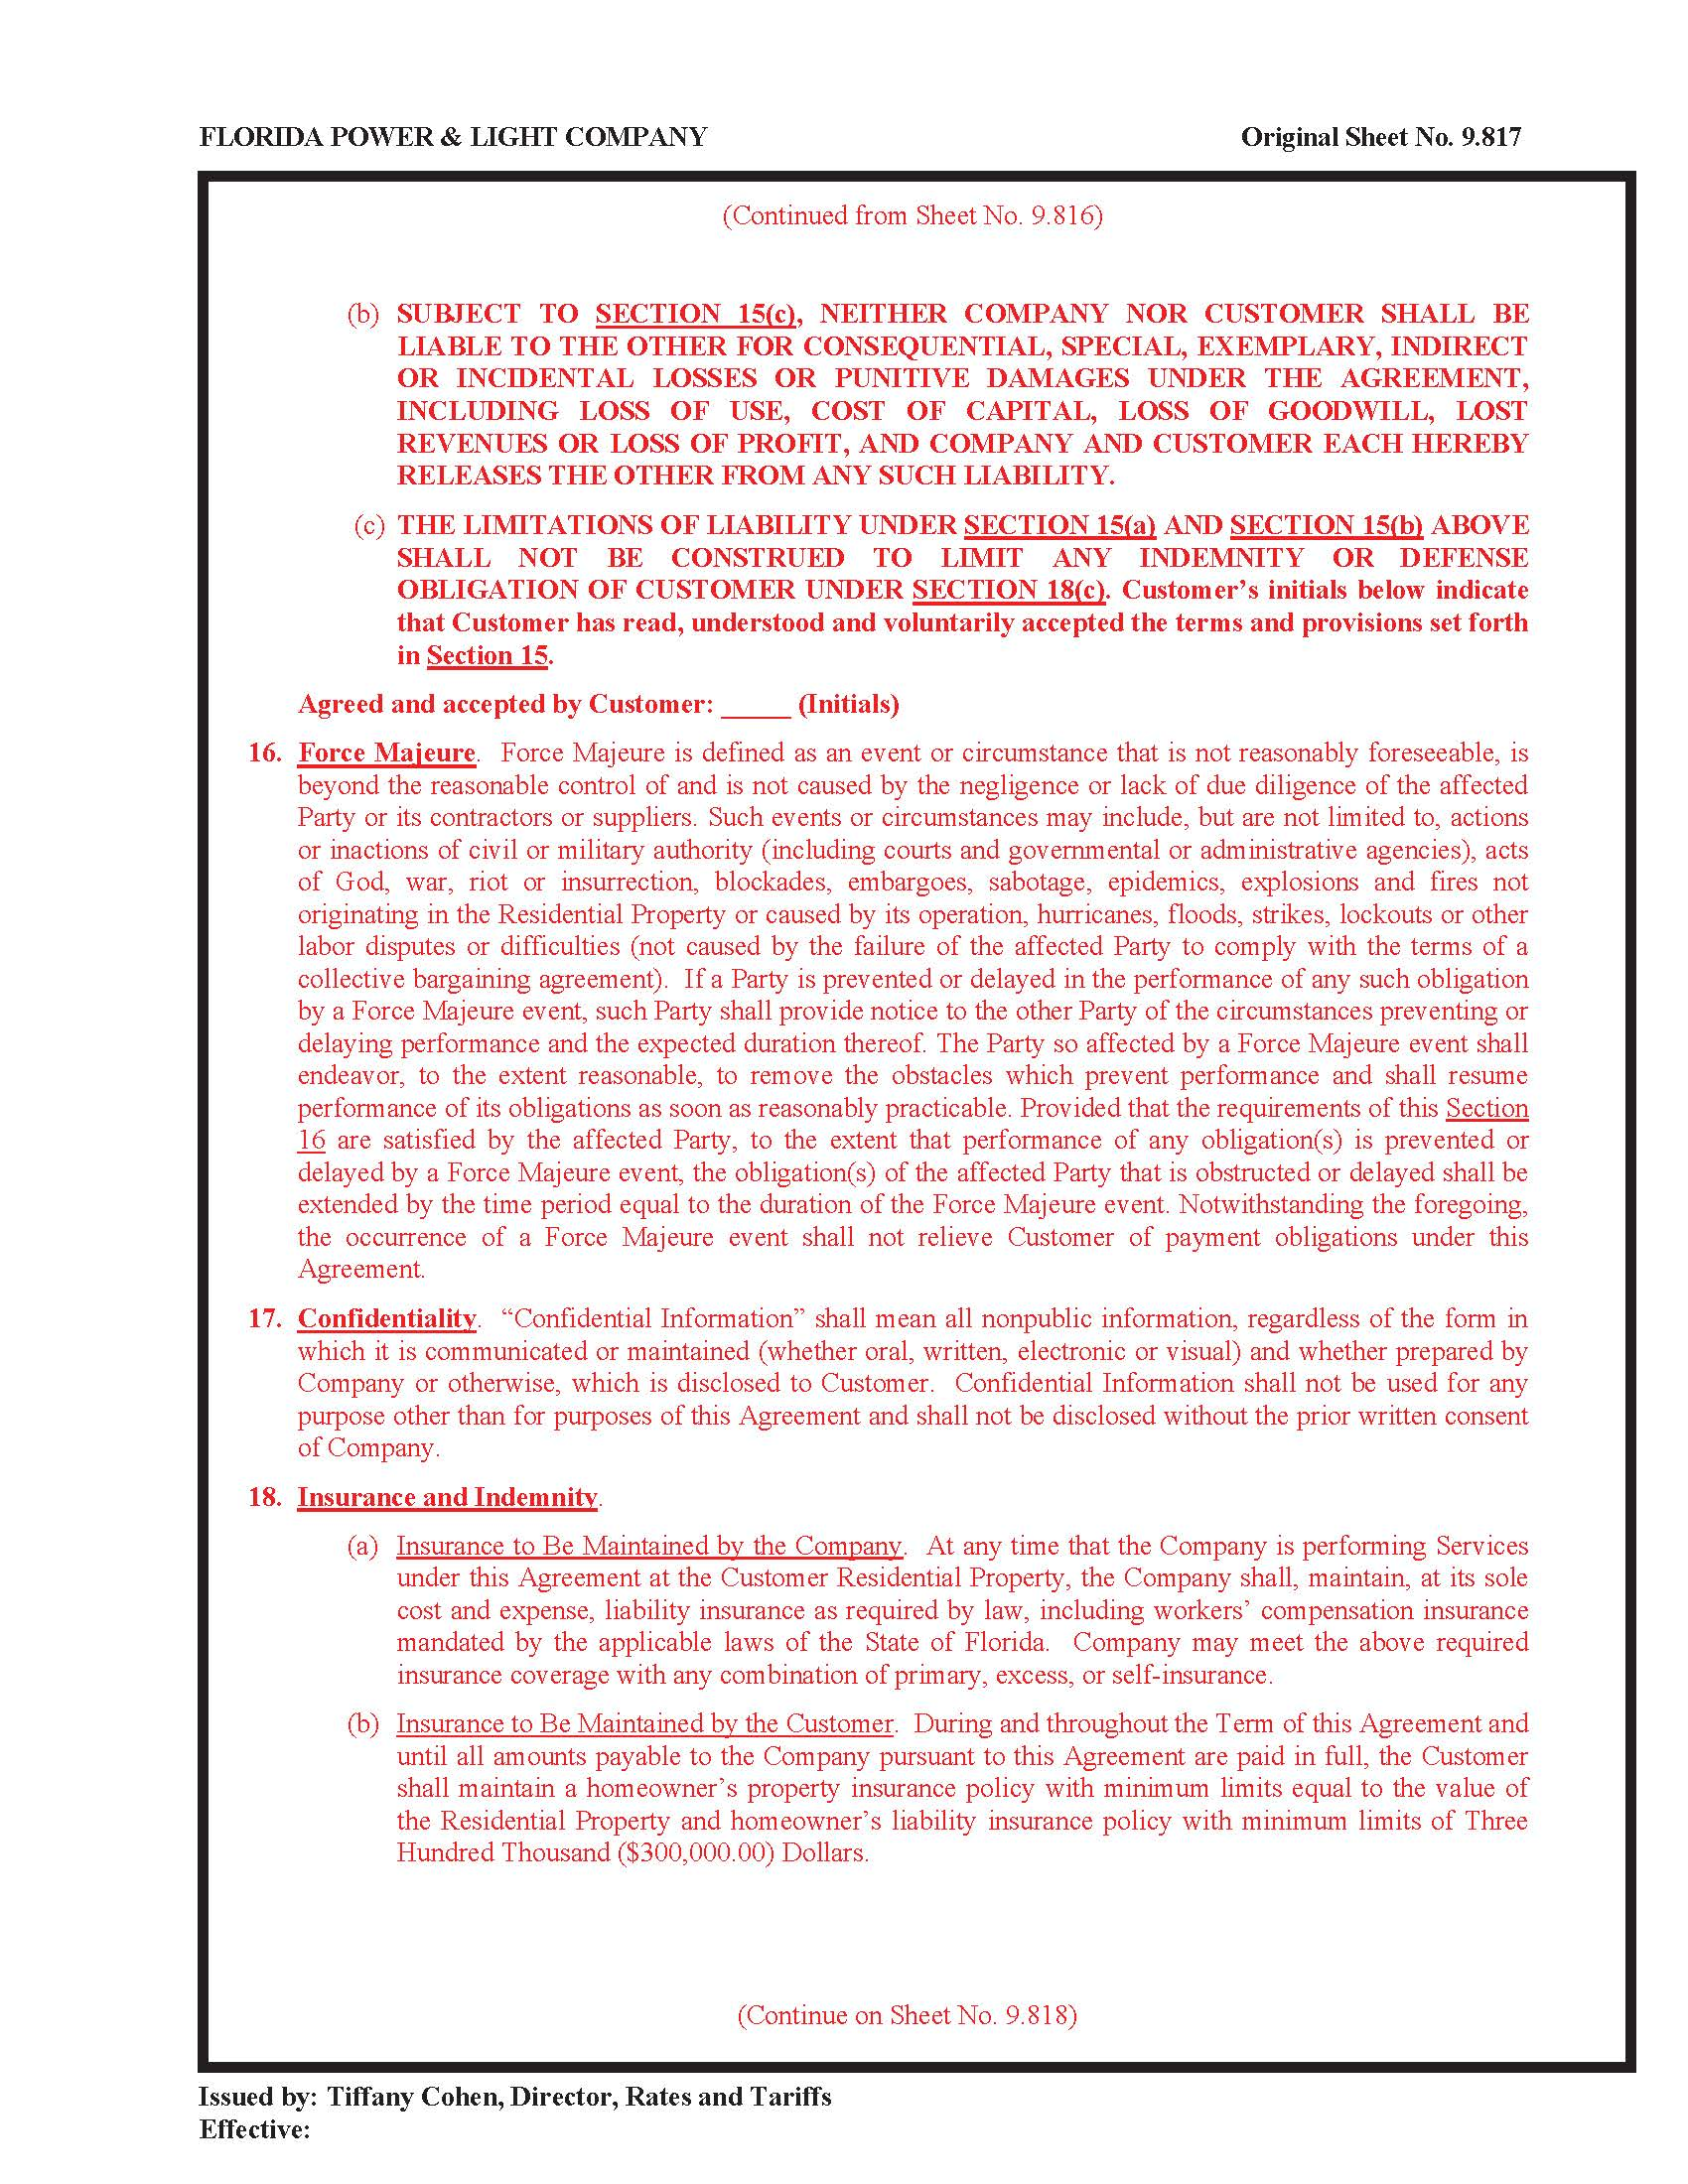 FLORIDA POWER & LIGHT COMPANY Original Sheet No. 9.817
(Continued from Sheet No. 9.816)
(b) SUBJECT TO SECTION 15(c), NEITHER COMPANY NOR CUSTOMER SHALL BE
LIABLE TO THE OTHER FOR CONSEQUENTIAL, SPECIAL, EXEMPLARY, INDIRECT
OR INCIDENTAL LOSSES OR PUNITIVE DAMAGES UNDER THE AGREEMENT,
INCLUDING LOSS OF USE, COST OF CAPITAL, LOSS OF GOODWILL, LOST
REVENUES OR LOSS OF PROFIT, AND COMPANY AND CUSTOMER EACH HEREBY
RELEASES THE OTHER FROM ANY SUCH LIABILITY.
(c) THE LIMITATIONS OF LIABILITY UNDER SECTION 15(a) AND SECTION 15(b) ABOVE
SHALL NOT BE CONSTRUED TO LIMIT ANY INDEMNITY OR DEFENSE
OBLIGATION OF CUSTOMER UNDER SECTION 18(c). Customer’s initials below indicate
that Customer has read, understood and voluntarily accepted the terms and provisions set forth
in Section 15.
Agreed and accepted by Customer: _____ (Initials)
16. Force Majeure. Force Majeure is defined as an event or circumstance that is not reasonably foreseeable, is
beyond the reasonable control of and is not caused by the negligence or lack of due diligence of the affected
Party or its contractors or suppliers. Such events or circumstances may include, but are not limited to, actions
or inactions of civil or military authority (including courts and governmental or administrative agencies), acts
of God, war, riot or insurrection, blockades, embargoes, sabotage, epidemics, explosions and fires not
originating in the Residential Property or caused by its operation, hurricanes, floods, strikes, lockouts or other
labor disputes or difficulties (not caused by the failure of the affected Party to comply with the terms of a
collective bargaining agreement). If a Party is prevented or delayed in the performance of any such obligation
by a Force Majeure event, such Party shall provide notice to the other Party of the circumstances preventing or
delaying performance and the expected duration thereof. The Party so affected by a Force Majeure event shall
endeavor, to the extent reasonable, to remove the obstacles which prevent performance and shall resume
performance of its obligations as soon as reasonably practicable. Provided that the requirements of this Section
16 are satisfied by the affected Party, to the extent that performance of any obligation(s) is prevented or
delayed by a Force Majeure event, the obligation(s) of the affected Party that is obstructed or delayed shall be
extended by the time period equal to the duration of the Force Majeure event. Notwithstanding the foregoing,
the occurrence of a Force Majeure event shall not relieve Customer of payment obligations under this
Agreement.
17. Confidentiality. “Confidential Information” shall mean all nonpublic information, regardless of the form in
which it is communicated or maintained (whether oral, written, electronic or visual) and whether prepared by
Company or otherwise, which is disclosed to Customer. Confidential Information shall not be used for any
purpose other than for purposes of this Agreement and shall not be disclosed without the prior written consent
of Company.
18. Insurance and Indemnity.
(a) Insurance to Be Maintained by the Company. At any time that the Company is performing Services
under this Agreement at the Customer Residential Property, the Company shall, maintain, at its sole
cost and expense, liability insurance as required by law, including workers’ compensation insurance
mandated by the applicable laws of the State of Florida. Company may meet the above required
insurance coverage with any combination of primary, excess, or self-insurance.
(b) Insurance to Be Maintained by the Customer. During and throughout the Term of this Agreement and
until all amounts payable to the Company pursuant to this Agreement are paid in full, the Customer
shall maintain a homeowner’s property insurance policy with minimum limits equal to the value of
the Residential Property and homeowner’s liability insurance policy with minimum limits of Three
Hundred Thousand ($300,000.00) Dollars.
(Continue on Sheet No. 9.818)
Issued by: Tiffany Cohen, Director, Rates and Tariffs
Effective: